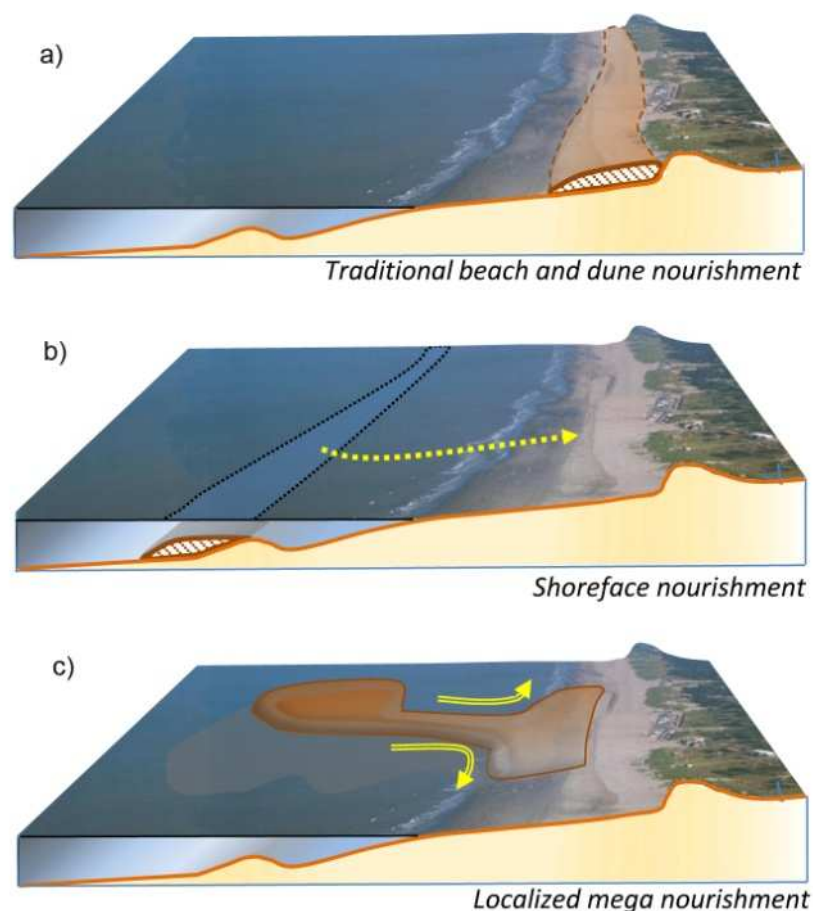 a)
Traditional beach and dune nourishment
b)
Shoreface nourishment
c)
Localized mega nourishment